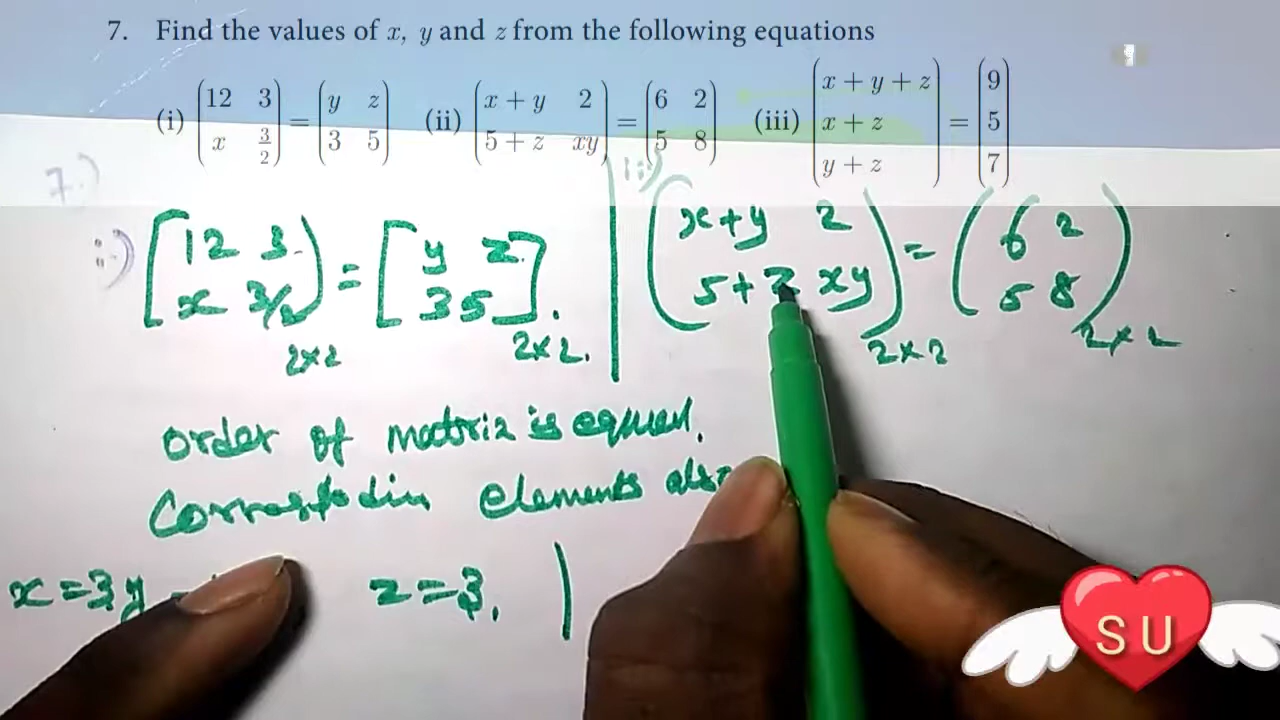 7. Find the values of x, y and z from the following equations
(i) (12 3 x 3/2) = (y z 3 5) (ii) (x + y 2 5 + z xy) = (6 2 5 8) (iii) (x + y + z x + z y + z) = (9 5 7)
7.)
i) [12 3 x 3/2) 2×2 = [y z 3 5] 2×2.
ii) (x+y 2 5+z xy) 2×2 = (6 2 5 8) 2×2
order of matrix is equal.
elements also
x=3, y z=3.
S U